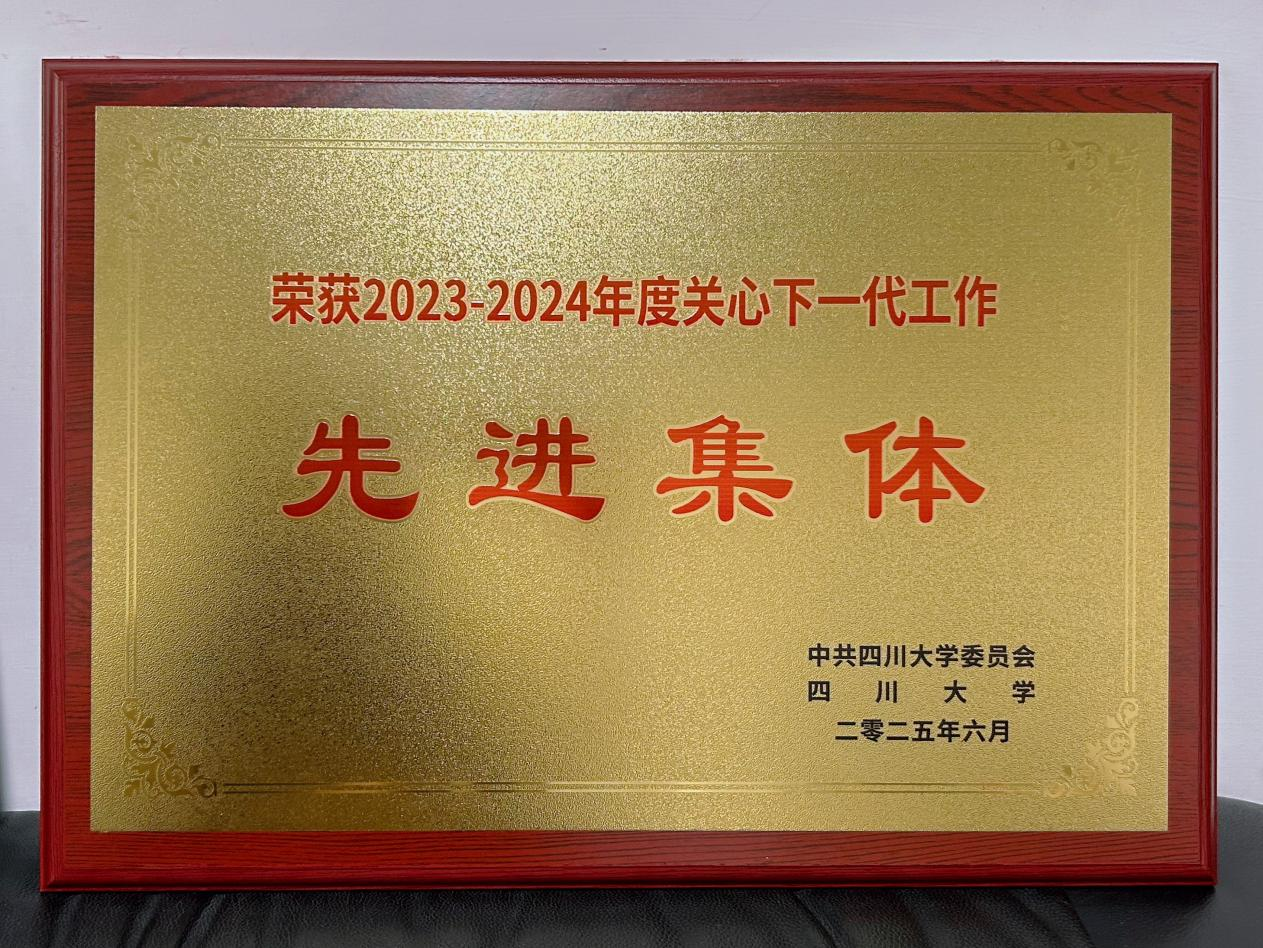 荣获2023-2024年度关心下一代工作
先进集体
中共四川大学委员会
四川大学
二零二五年六月